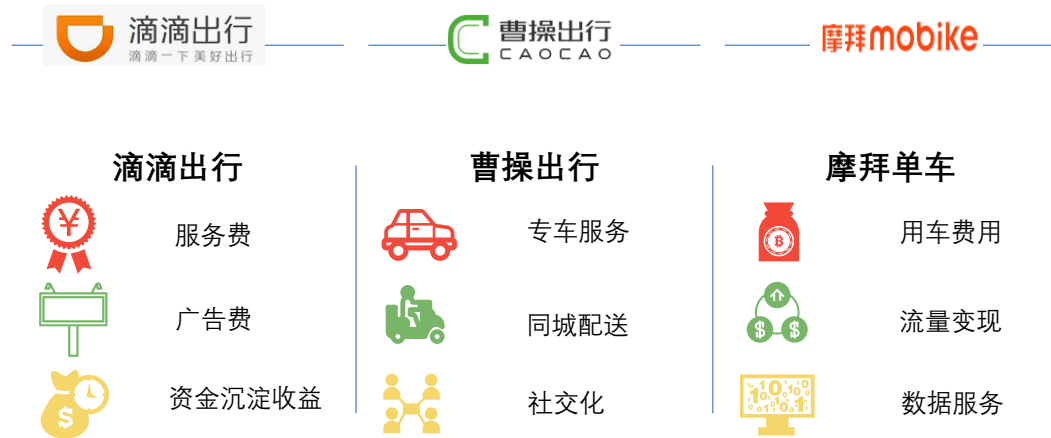 滴滴出行
滴滴一下 美好出行
曹操出行
CAOCAO
摩拜mobike
滴滴出行
服务费
广告费
资金沉淀收益
曹操出行
专车服务
同城配送
社交化
摩拜单车
用车费用
流量变现
数据服务